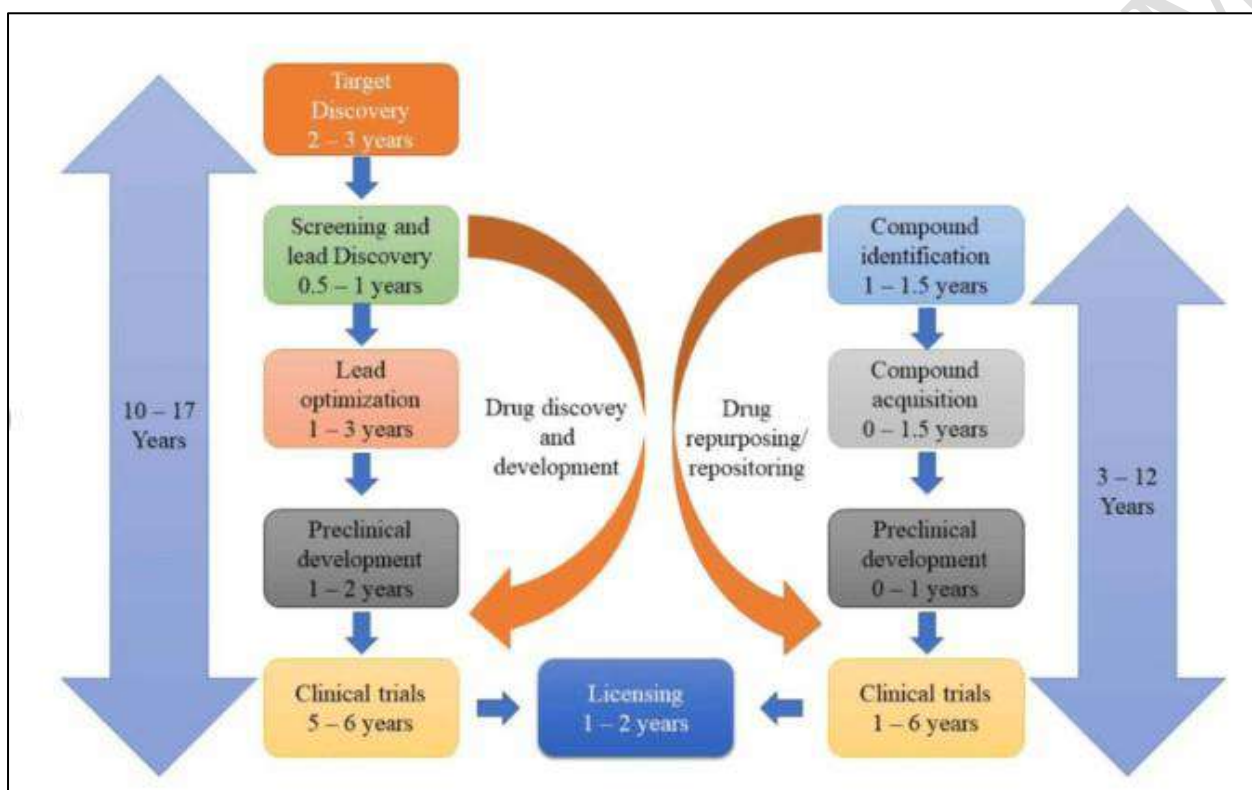 Target
Discovery
2 – 3 years
Screening and
lead Discovery
0.5 – 1 years
Lead
optimization
1 – 3 years
Preclinical
development
1 – 2 years
Clinical trials
5 – 6 years
10 – 17
Years
Drug discovey
and
development
Drug
repurposing/
repositoring
Licensing
1 – 2 years
Compound
identification
1 – 1.5 years
Compound
acquisition
0 – 1.5 years
Preclinical
development
0 – 1 years
Clinical trials
1 – 6 years
3 – 12
Years